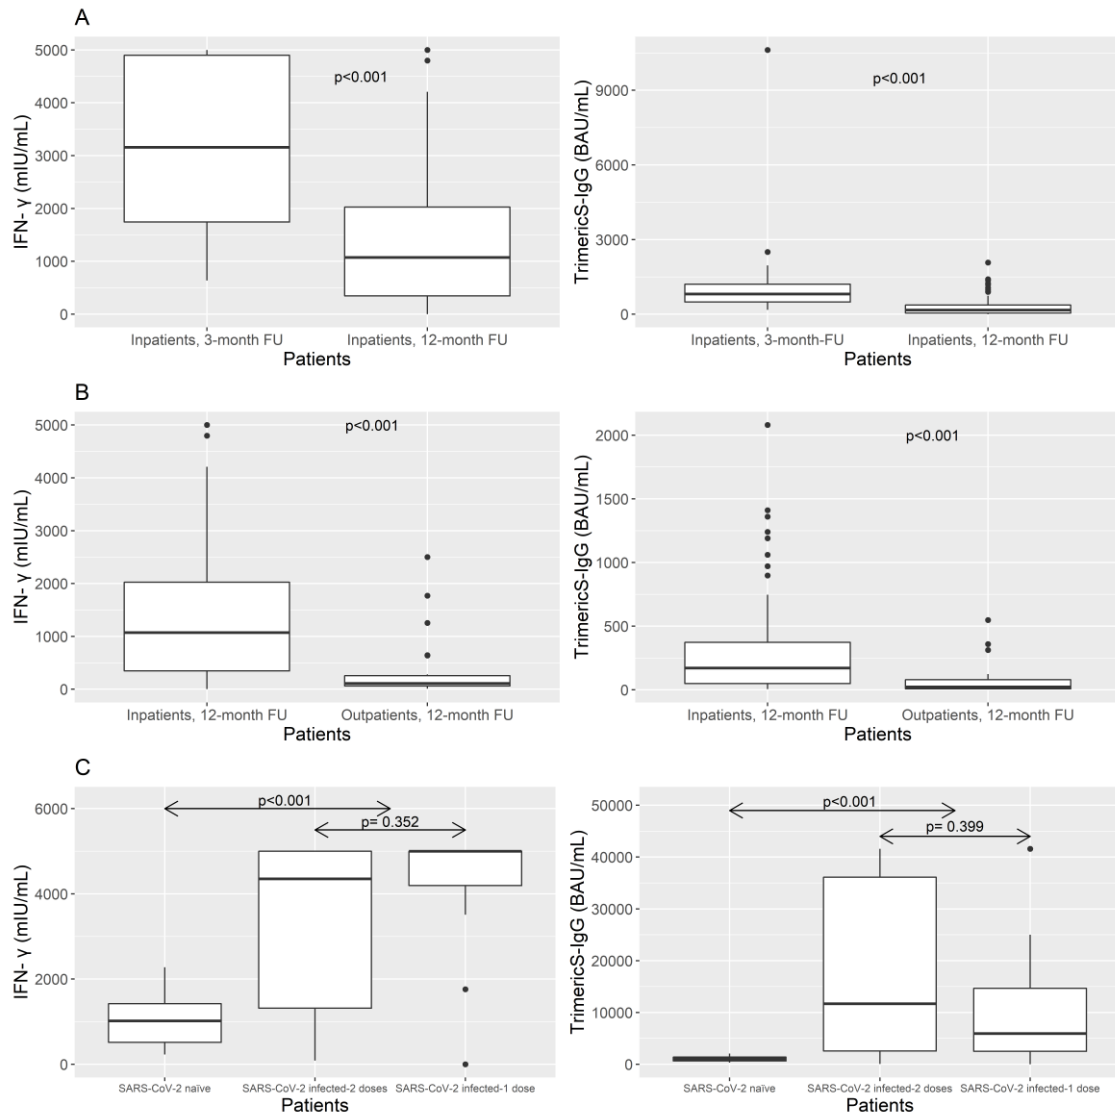 A
IFN- γ (mIU/mL)
5000
4000
3000
2000
1000
0
p<0.001
Inpatients, 3-month FU
Inpatients, 12-month FU
Patients
TrimericS-IgG (BAU/mL)
9000
6000
3000
0
p<0.001
Inpatients, 3-month-FU
Inpatients, 12-month FU
Patients
B
IFN- γ (mIU/mL)
5000
4000
3000
2000
1000
0
p<0.001
Inpatients, 12-month FU
Outpatients, 12-month FU
Patients
TrimericS-IgG (BAU/mL)
2000
1500
1000
500
0
p<0.001
Inpatients, 12-month FU
Outpatients, 12-month FU
Patients
C
IFN- γ (mIU/mL)
6000
4000
2000
0
p<0.001
p= 0.352
SARS-CoV-2 naïve
SARS-CoV-2 infected-2 doses
SARS-CoV-2 infected-1 dose
Patients
TrimericS-IgG (BAU/mL)
50000
40000
30000
20000
10000
0
p<0.001
p= 0.399
SARS-CoV-2 naïve
SARS-CoV-2 infected-2 doses
SARS-CoV-2 infected-1 dose
Patients